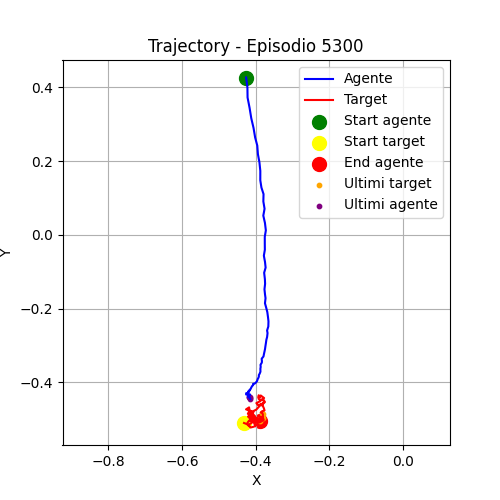 Trajectory - Episodio 5300
Agente
Target
Start agente
Start target
End agente
Ultimi target
Ultimi agente
0.4
0.2
0.0
−0.2
−0.4
Y
−0.8
−0.6
−0.4
−0.2
0.0
X